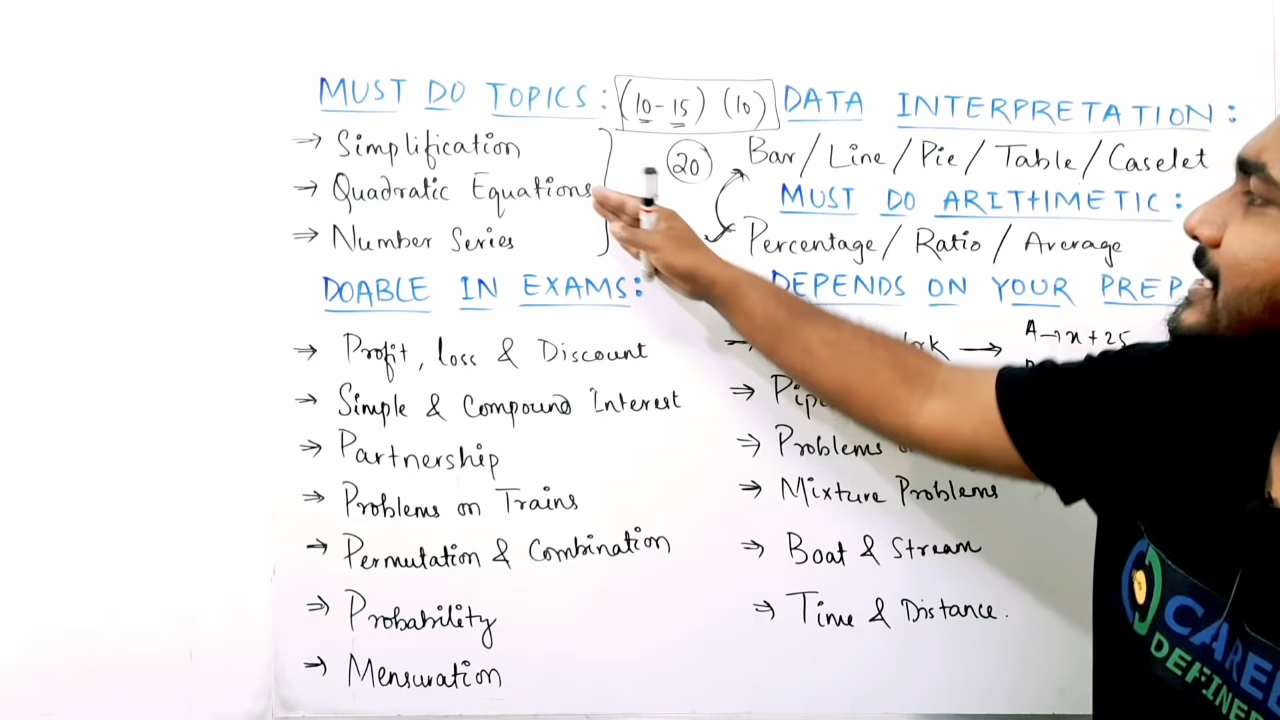 MUST DO TOPICS: (10-15) (10)
→ Simplification
→ Quadratic Equations
→ Number Series
20
DOABLE IN EXAMS:
→ Profit, loss & Discount
→ Simple & Compound Interest
→ Partnership
→ Problems on Trains
→ Permutation & Combination
→ Probability
→ Mensuration
DATA INTERPRETATION:
Bar/Line/Pie/Table/Caselet
MUST DO ARITHMETIC:
Percentage/Ratio/Average
DEPENDS ON YOUR PREP
→ A→x+25
→
→ Problems
→ Mixture Problems
→ Boat & Stream
→ Time & Distance.